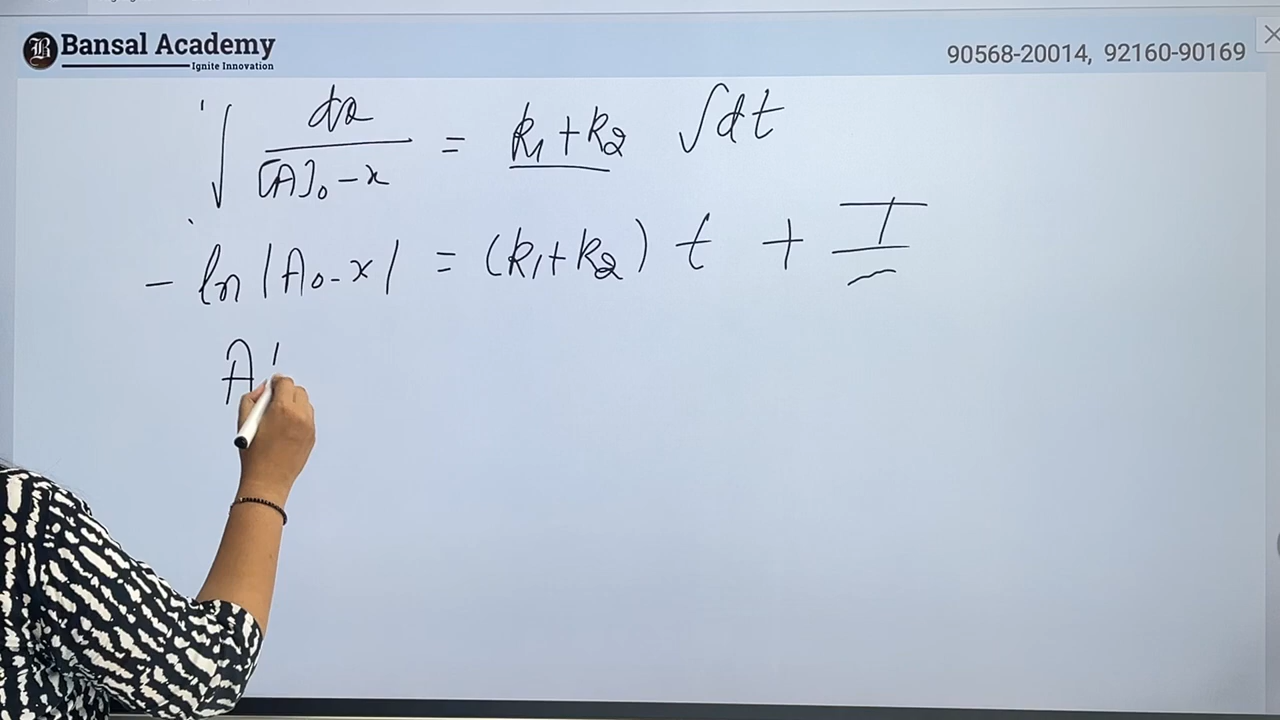 Bansal Academy
Ignite Innovation
90568-20014, 92160-90169
∫ dx / [A]₀ - x = k₁ + k₂ ∫dt
- ln |A₀ - x| = (k₁ + k₂) t + I
A